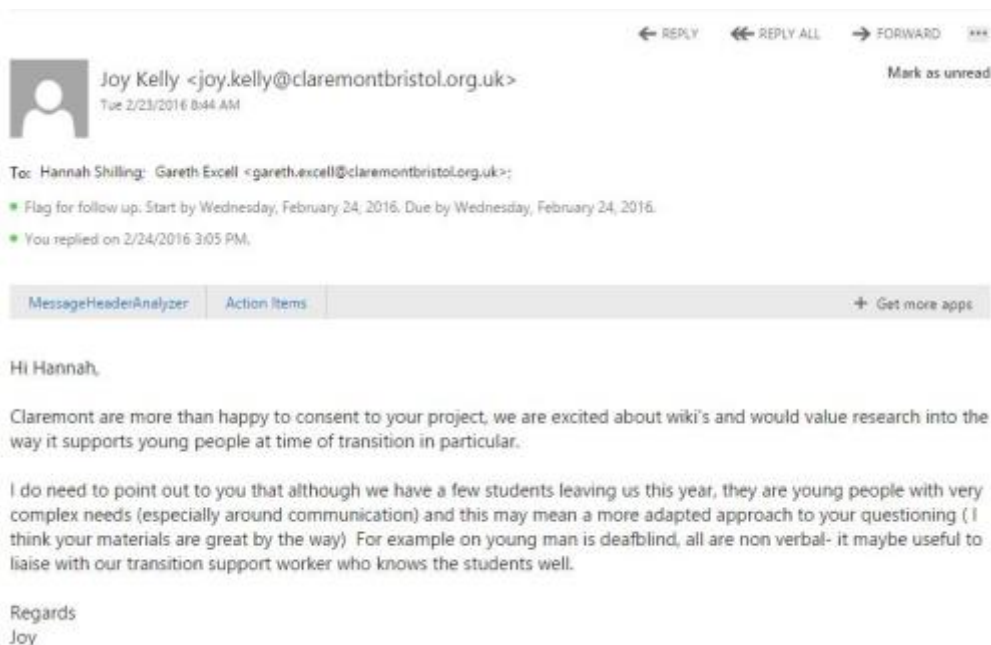 REPLY REPLY ALL FORWARD ***
Joy Kelly <joy.kelly@claremontbristol.org.uk> Mark as unread
Tue 2/23/2016 8:44 AM
To: Hannah Shilling; Gareth Excell <gareth.excell@claremontbristol.org.uk>;
Flag for follow up. Start by Wednesday, February 24, 2016. Due by Wednesday, February 24, 2016.
You replied on 2/24/2016 3:05 PM.
MessageHeaderAnalyzer Action Items + Get more apps
Hi Hannah,
Claremont are more than happy to consent to your project, we are excited about wiki's and would value research into the
way it supports young people at time of transition in particular.
I do need to point out to you that although we have a few students leaving us this year, they are young people with very
complex needs (especially around communication) and this may mean a more adapted approach to your questioning ( I
think your materials are great by the way) For example on young man is deafblind, all are non verbal- it maybe useful to
liaise with our transition support worker who knows the students well.
Regards
Joy